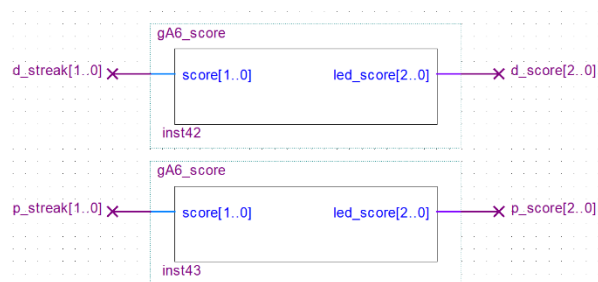 gA6_score
d_streak[1..0] score[1..0] led_score[2..0] d_score[2..0]
inst42
gA6_score
p_streak[1..0] score[1..0] led_score[2..0] p_score[2..0]
inst43